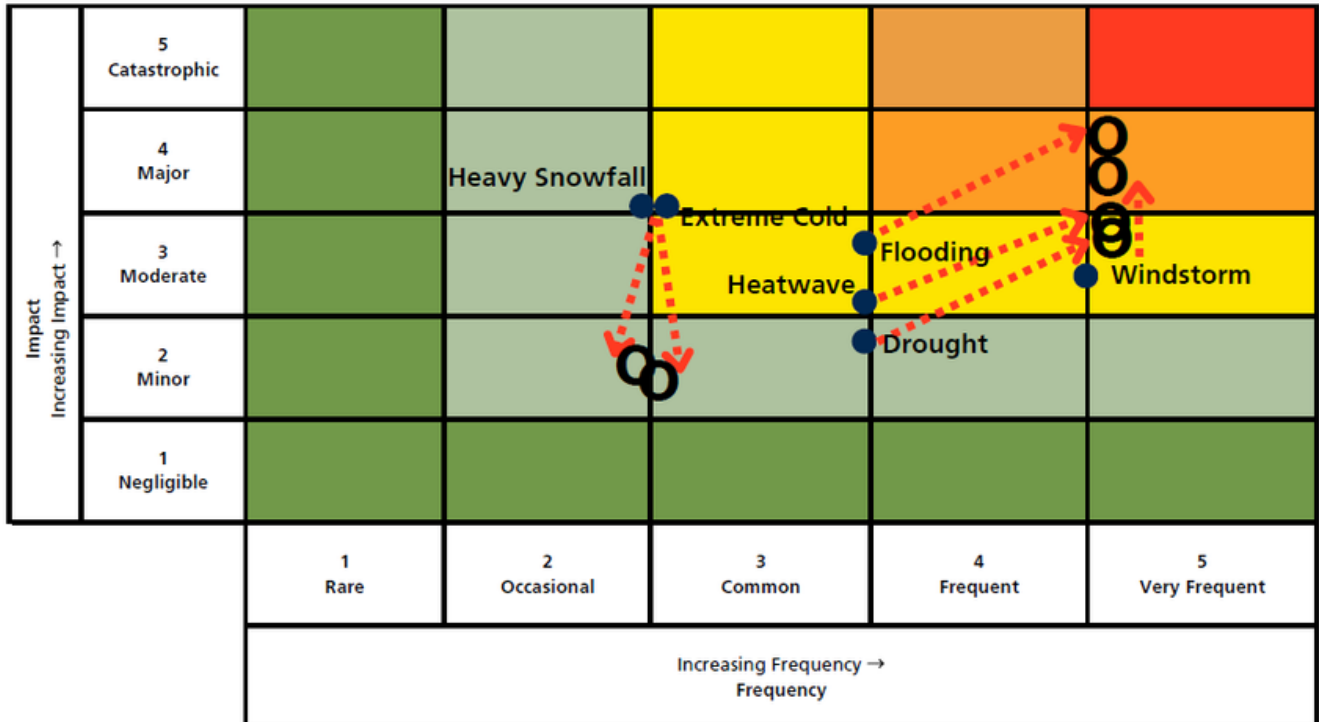 5
Catastrophic
4
Major
Heavy Snowfall
Extreme Cold
3
Moderate
Flooding
Heatwave
Windstorm
Drought
2
Minor
1
Negligible
Impact
Increasing Impact →
O
O
O
O
O
O
1
Rare
2
Occasional
3
Common
4
Frequent
5
Very Frequent
Increasing Frequency →
Frequency